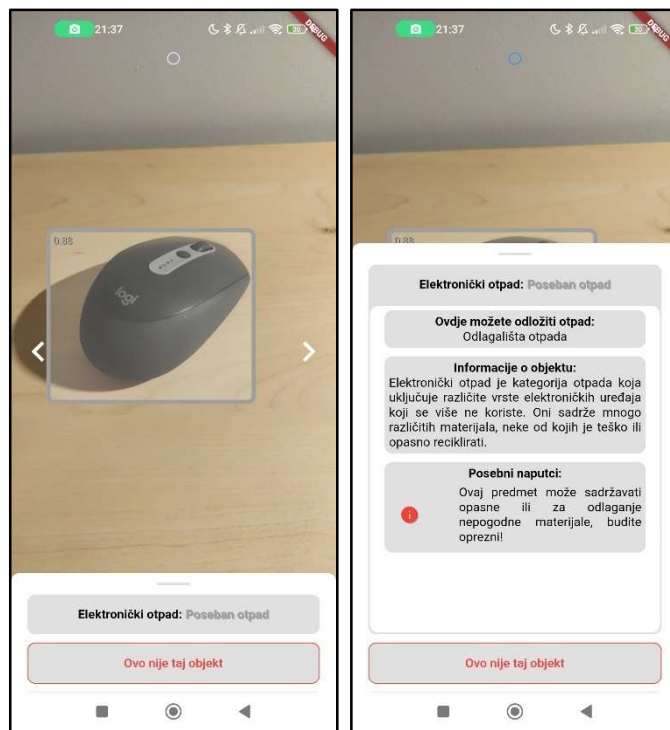 21:37
DEBUG
0.88
logi
Elektronički otpad: Poseban otpad
Ovo nije taj objekt
21:37
DEBUG
0.88
Elektronički otpad: Poseban otpad
Ovdje možete odložiti otpad:
Odlagališta otpada
Informacije o objektu:
Elektronički otpad je kategorija otpada koja
uključuje različite vrste elektroničkih uređaja
koji se više ne koriste. Oni sadrže mnogo
različitih materijala, neke od kojih je teško ili
opasno reciklirati.
Posebni naputci:
Ovaj predmet može sadržavati
opasne ili za odlaganje
nepogodne materijale, budite
oprezni!
Ovo nije taj objekt